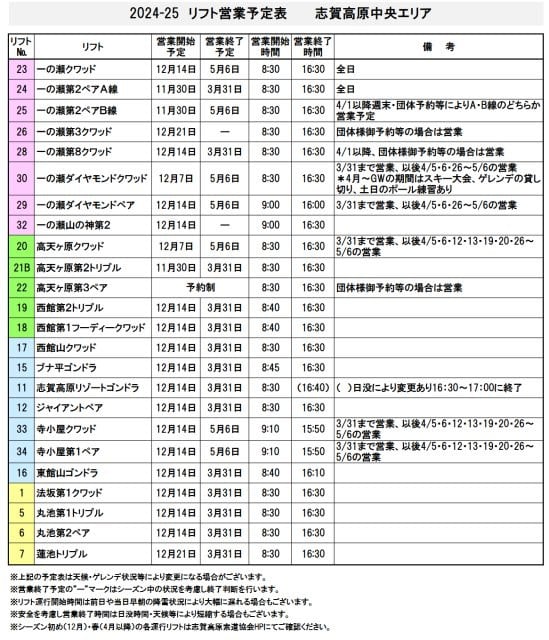 2024-25 リフト営業予定表 志賀高原中央エリア
リフト No. リフト 営業開始予定 営業終了予定 営業開始時間 営業終了時間 備 考
23 一の瀬クワッド 12月14日 5月6日 8:30 16:30 全日
24 一の瀬第2ペアA線 11月30日 3月31日 8:30 16:30 全日
25 一の瀬第2ペアB線 11月30日 5月6日 8:30 16:30 4/1以降週末・団体予約等によりA・B線のどちらか
営業予定
26 一の瀬第3クワッド 12月21日 ― 8:30 16:30 団体様御予約等の場合は営業
28 一の瀬第8クワッド 12月14日 3月31日 8:30 16:30 4/1以降、団体様御予約等の場合は営業
30 一の瀬ダイヤモンドクワッド 12月7日 5月6日 8:30 16:30 3/31まで営業、以後4/5・6・26～5/6の営業
＊4月～GWの期間はスキー大会、ゲレンデの貸し
切り、土日のポール練習あり
29 一の瀬ダイヤモンドペア 12月14日 5月6日 9:00 16:00 3/31まで営業、以後4/5・6・26～5/6の営業
32 一の瀬山の神第2 12月14日 ― 9:00 16:30
20 高天ヶ原クワッド 12月7日 5月6日 8:30 16:30 3/31まで営業、以後4/5・6・12・13・19・20・26～
5/6の営業
21B 高天ヶ原第2トリプル 11月30日 3月31日 8:30 16:30
22 高天ヶ原第3ペア 予約制 8:30 16:30 団体様御予約等の場合は営業
19 西館第2トリプル 12月14日 3月31日 8:40 16:30
18 西館第1フーディークワッド 12月14日 3月31日 8:40 16:30
17 西館山クワッド 12月14日 3月31日 8:30 16:30
15 ブナ平ゴンドラ 12月14日 3月31日 8:45 16:30
11 志賀高原リゾートゴンドラ 12月14日 3月31日 8:30 (16:40) ( )日没により変更あり16:30～17:00に終了
12 ジャイアントペア 12月14日 3月31日 8:30 16:30
33 寺小屋クワッド 12月14日 5月6日 9:10 15:50 3/31まで営業、以後4/5・6・12・13・19・20・26～
5/6の営業
34 寺小屋第1ペア 12月14日 5月6日 9:10 15:50 3/31まで営業、以後4/5・6・12・13・19・20・26～
5/6の営業
16 東館山ゴンドラ 12月14日 3月31日 8:40 16:10
1 法坂第1クワッド 12月14日 3月31日 8:30 16:30
5 丸池第1トリプル 12月14日 3月31日 8:30 16:30
6 丸池第2ペア 12月14日 3月31日 8:30 16:30
7 蓮池トリプル 12月21日 3月31日 8:30 16:30
※上記の予定表は天候・ゲレンデ状況等により変更になる場合がございます。
※営業終了予定の"―"マークはシーズン中の状況を考慮し終了判断を行います。
※リフト運行開始時間は前日や当日早朝の降雪状況により大幅に遅れる場合もございます。
※安全を考慮し営業終了時間は日没時間・天候等により短縮する場合もございます。
※シーズン初め(12月)・春(4月以降)の各運行リフトは志賀高原索道協会HPにてご確認ください。